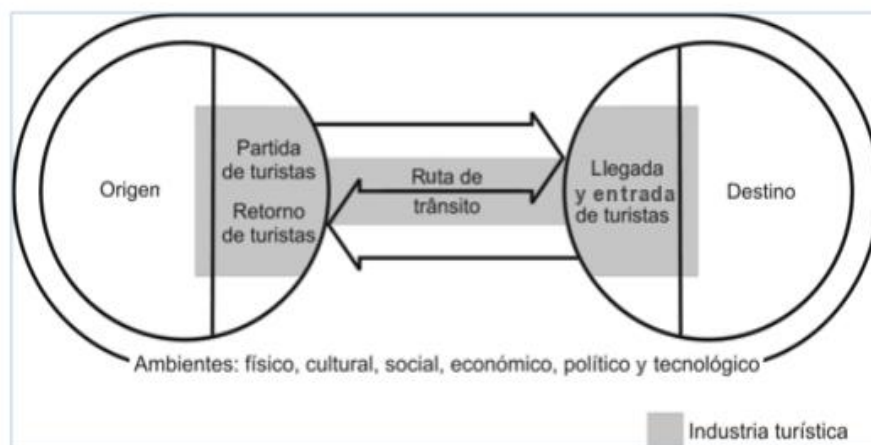 Origen
Partida
de turistas
Retorno
de turistas
Ruta de
trânsito
Llegada
y entrada
de turistas
Destino
Ambientes: físico, cultural, social, económico, político y tecnológico
Industria turística